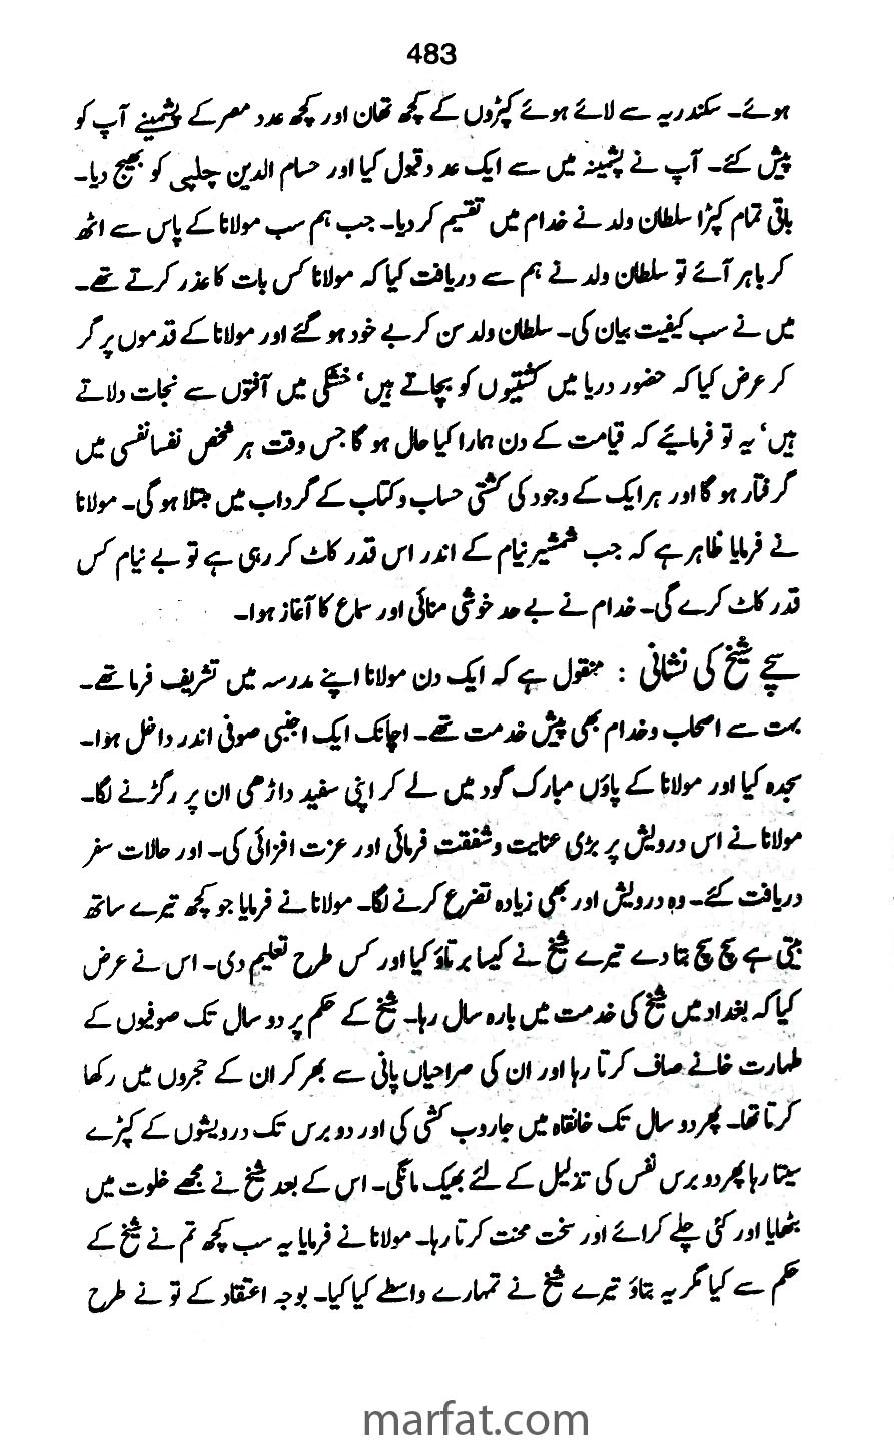 483
ہوئے۔ سکندریہ سے لائے ہوئے کپڑوں کے کچھ تھان اور کچھ عدد مصر کے پشمینے آپ کو
پیش کئے۔ آپ نے پشمینہ میں سے ایک عدد قبول کیا اور حسام الدین چلپی کو بھیج دیا۔
باقی تمام کپڑا سلطان ولد نے خدام میں تقسیم کر دیا۔ جب ہم سب مولانا کے پاس سے اٹھ
کر باہر آئے تو سلطان ولد نے ہم سے دریافت کیا کہ مولانا کس بات کا عذر کرتے تھے۔
میں نے سب کیفیت بیان کی۔ سلطان ولد سن کر بے خود ہو گئے اور مولانا کے قدموں پر گر
کر عرض کیا کہ حضور دریا میں کشتیوں کو بچاتے ہیں‘ خشکی میں آفتوں سے نجات دلاتے
ہیں‘ یہ تو فرمائیے کہ قیامت کے دن ہمارا کیا حال ہو گا جس وقت ہر شخص نفسا نفسی میں
گرفتار ہو گا اور ہر ایک کے وجود کی کشتی حساب و کتاب کے گرداب میں مبتلا ہو گی۔ مولانا
نے فرمایا ظاہر ہے کہ جب شمشیر نیام کے اندر اس قدر کاٹ کر رہی ہے تو بے نیام کس
قدر کاٹ کرے گی۔ خدام نے بے حد خوشی منائی اور سماع کا آغاز ہوا۔
سچے شیخ کی نشانی : منقول ہے کہ ایک دن مولانا اپنے مدرسہ میں تشریف فرما تھے۔
بہت سے اصحاب و خدام بھی پیش خدمت تھے۔ اچانک ایک اجنبی صوفی اندر داخل ہوا۔
سجدہ کیا اور مولانا کے پاؤں مبارک گود میں لے کر اپنی سفید داڑھی ان پر رگڑنے لگا۔
مولانا نے اس درویش پر بڑی عنایت و شفقت فرمائی اور عزت افزائی کی۔ اور حالات سفر
دریافت کئے۔ وہ درویش اور بھی زیادہ تضرع کرنے لگا۔ مولانا نے فرمایا جو کچھ تیرے ساتھ
بیتی ہے سچ سچ بتا دے تیرے شیخ نے کیسا برتاؤ کیا اور کس طرح تعلیم دی۔ اس نے عرض
کیا کہ بغداد میں شیخ کی خدمت میں بارہ سال رہا۔ شیخ کے حکم پر دو سال تک صوفیوں کے
طہارت خانے صاف کرتا رہا اور ان کی صراحیاں پانی سے بھر کر ان کے حجروں میں رکھا
کرتا تھا۔ پھر دو سال تک خانقاہ میں جاروب کشی کی اور دو برس تک درویشوں کے کپڑے
سیتا رہا پھر دو برس نفس کی تذلیل کے لئے بھیک مانگی۔ اس کے بعد شیخ نے مجھے خلوت میں
بٹھایا اور کئی چلے کرائے اور سخت محنت کرتا رہا۔ مولانا نے فرمایا یہ سب کچھ تم نے شیخ کے
حکم سے کیا مگر یہ بتاؤ تیرے شیخ نے تمہارے واسطے کیا کیا۔ بوجہ اعتقاد کے تو نے طرح
marfat.com